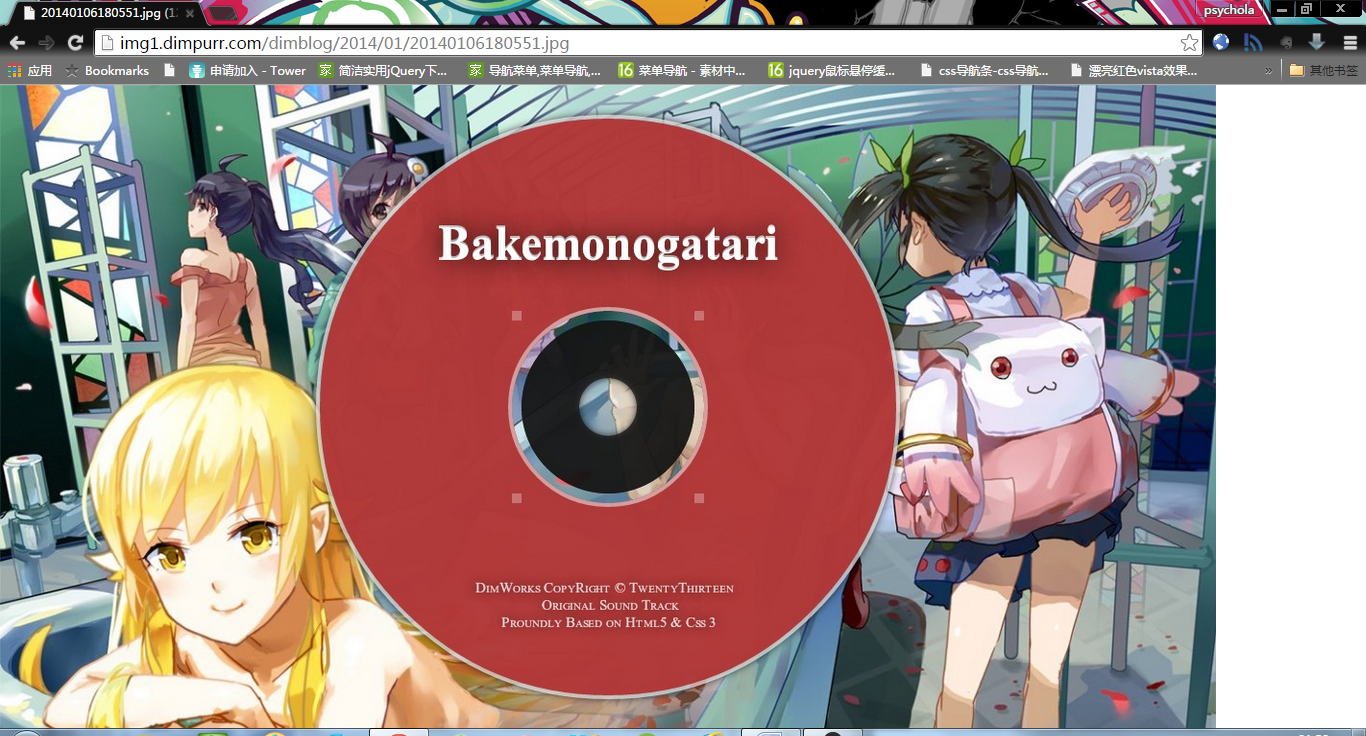 20140106180551.jpg (1
psychola
img1.dimpurr.com/dimblog/2014/01/20140106180551.jpg
应用
Bookmarks
申请加入 - Tower
简洁实用jQuery下...
导航菜单,菜单导航,...
菜单导航 - 素材中...
jquery鼠标悬停缓...
css导航条-css导航...
漂亮红色vista效果...
»
其他书签
Bakemonogatari
DimWorks CopyRight © TwentyThirteen
Original Sound Track
Proundly Based on Html5 & Css 3